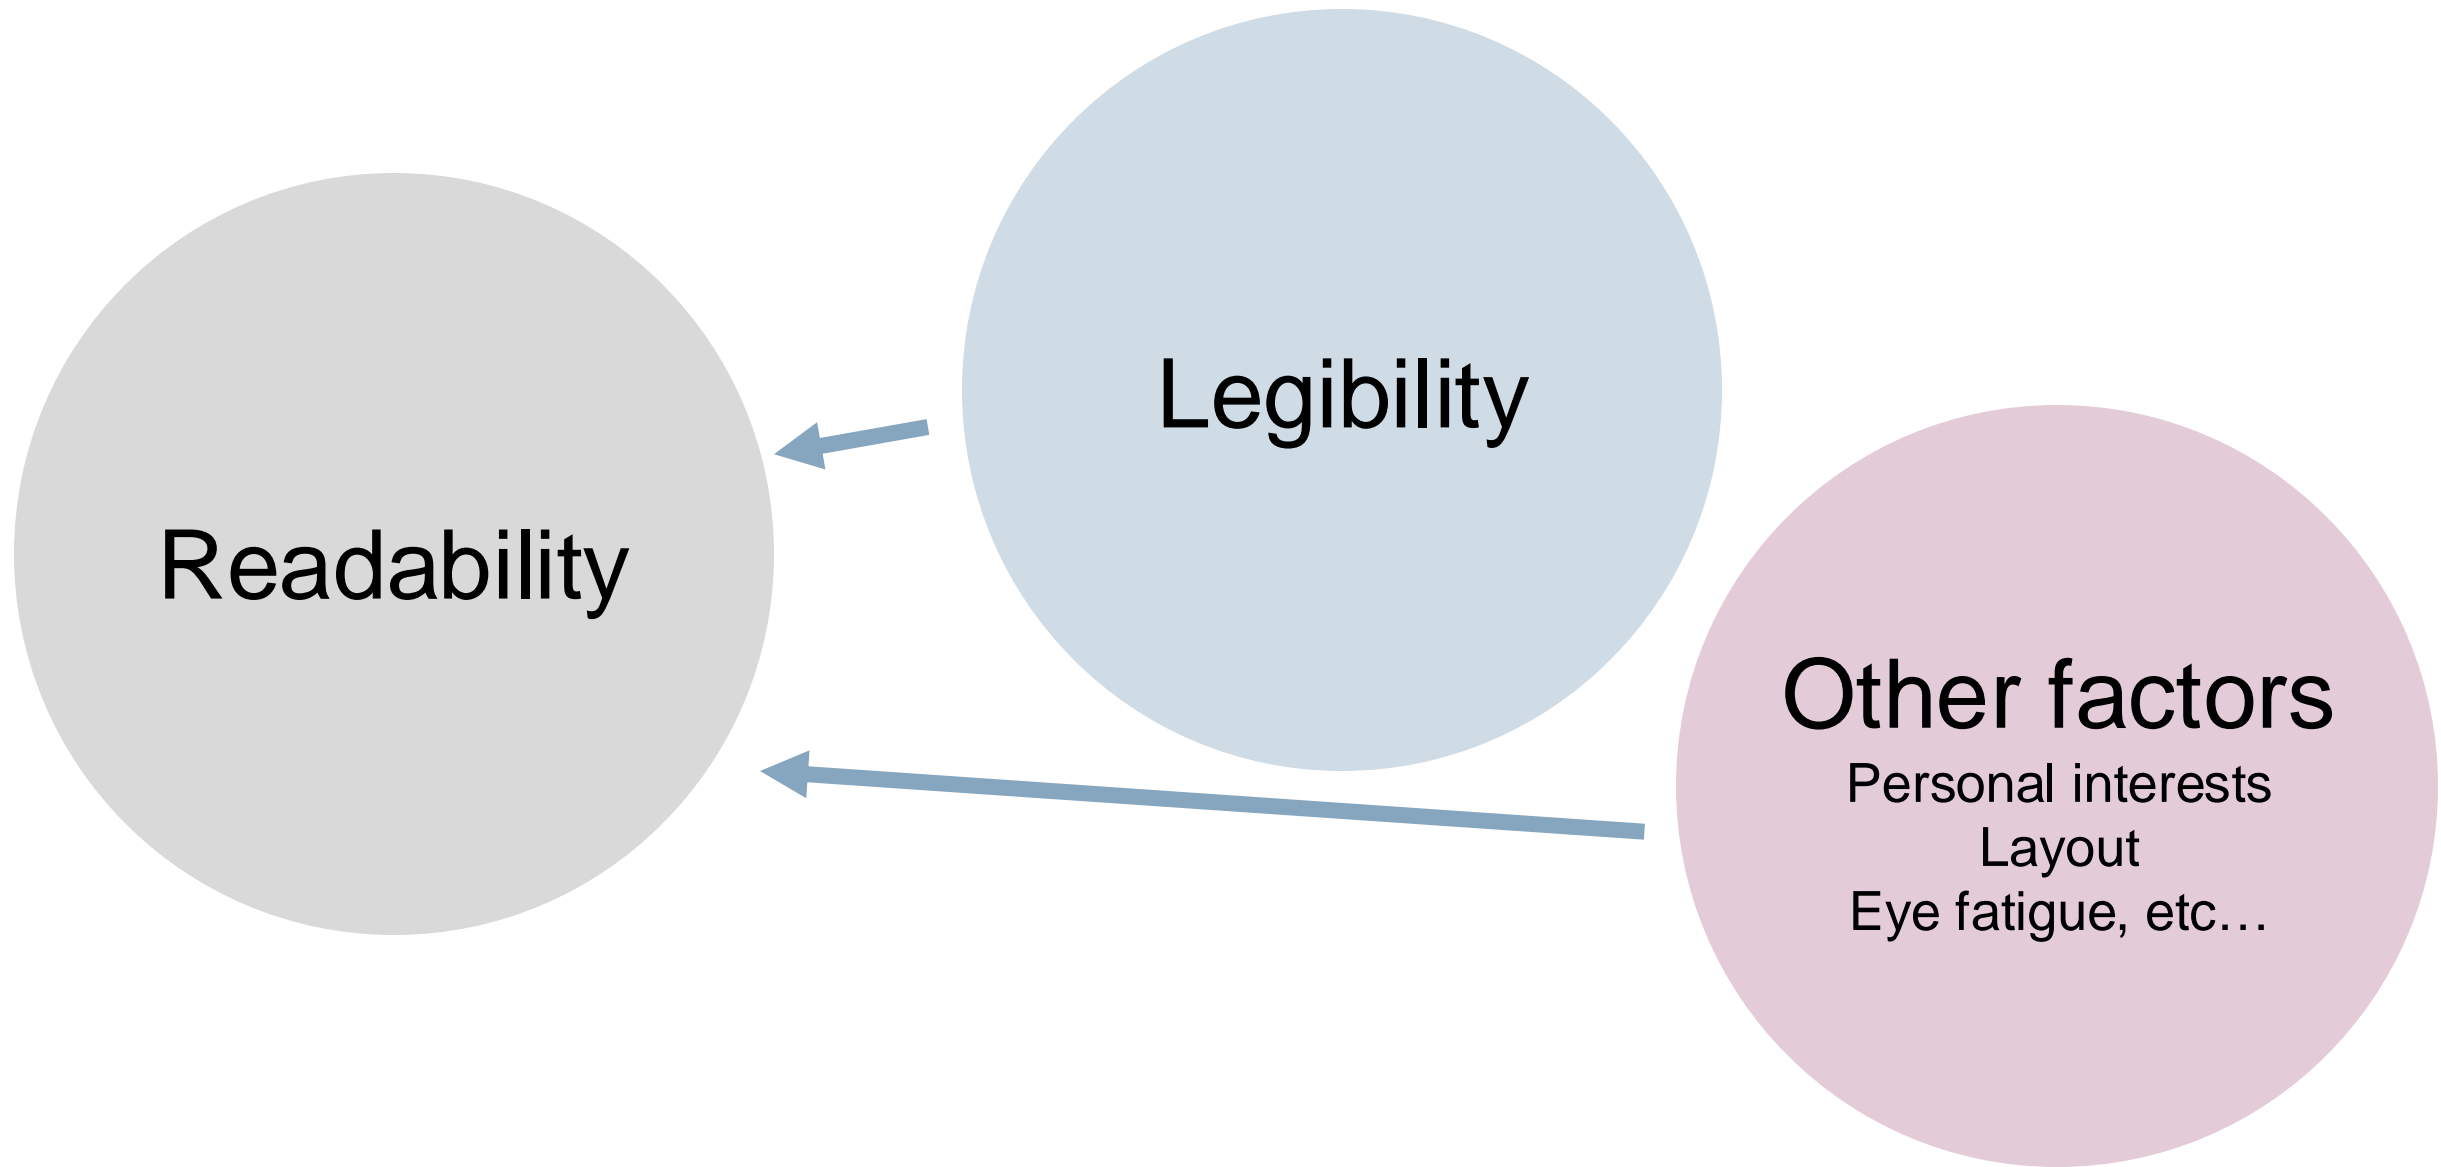 Readability
Legibility
Other factors
Personal interests
Layout
Eye fatigue, etc…